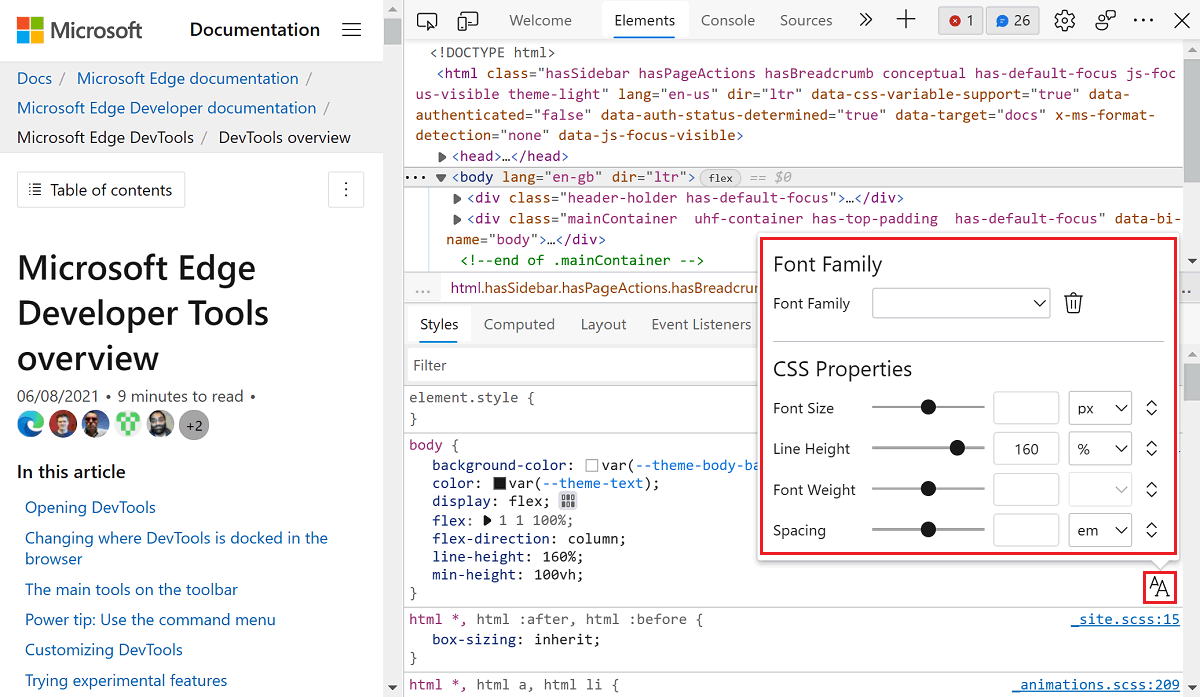 Microsoft
Documentation
Docs / Microsoft Edge documentation /
Microsoft Edge Developer documentation /
Microsoft Edge DevTools / DevTools overview
Table of contents
Microsoft Edge
Developer Tools
overview
06/08/2021 • 9 minutes to read •
+2
In this article
Opening DevTools
Changing where DevTools is docked in the
browser
The main tools on the toolbar
Power tip: Use the command menu
Customizing DevTools
Trying experimental features
Welcome Elements Console Sources 1 26
<!DOCTYPE html>
<html class="hasSidebar hasPageActions hasBreadcrumb conceptual has-default-focus js-foc
us-visible theme-light" lang="en-us" dir="ltr" data-css-variable-support="true" data-
authenticated="false" data-auth-status-determined="true" data-target="docs" x-ms-format-
detection="none" data-js-focus-visible>
<head>…</head>
<body lang="en-gb" dir="ltr"> flex == $0
<div class="header-holder has-default-focus">…</div>
<div class="mainContainer  uhf-container has-top-padding  has-default-focus" data-bi-
name="body">…</div>
<!--end of .mainContainer -->
... html.hasSidebar.hasPageActions.hasBreadcrum
Styles Computed Layout Event Listeners
Filter
element.style {
}
body {
background-color: var(--theme-body-ba
color: var(--theme-text);
display: flex;
flex: 1 1 100%;
flex-direction: column;
line-height: 160%;
min-height: 100vh;
}
html *, html :after, html :before {
_site.scss:15
box-sizing: inherit;
}
html *, html a, html li {
_animations.scss:209
Font Family
Font Family
CSS Properties
Font Size px
Line Height 160 %
Font Weight
Spacing em
AA